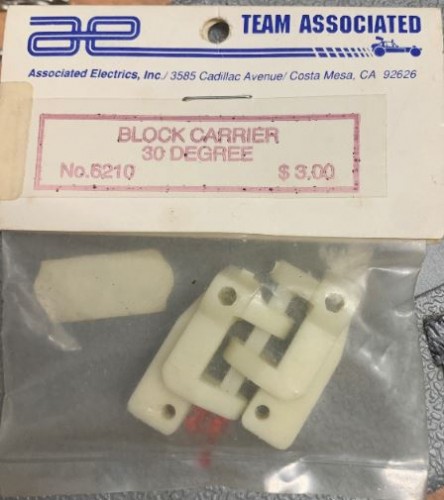 ae TEAM ASSOCIATED
Associated Electrics, Inc./ 3585 Cadillac Avenue/ Costa Mesa, CA 92626
BLOCK CARRIER
30 DEGREE
No.6210 $ 3.00